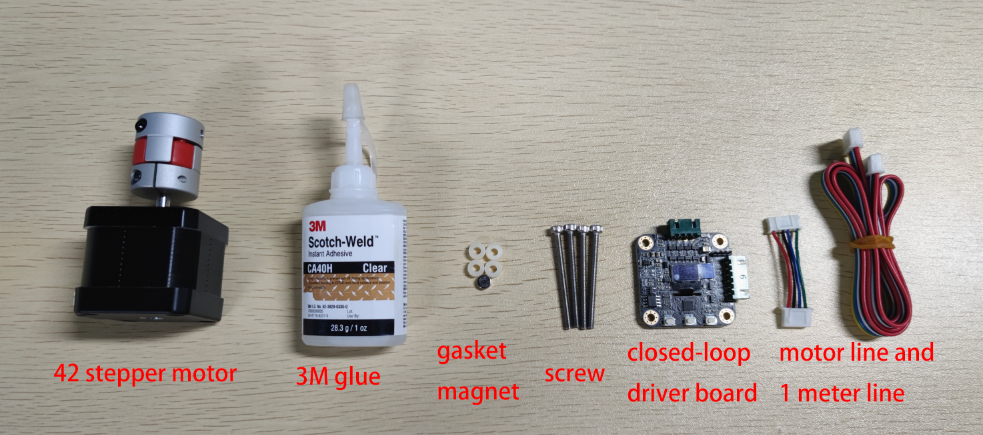 3M
Scotch-Weld™
Instant Adhesive
CA40H Clear
28.3 g / 1 oz
42 stepper motor
3M glue
gasket
magnet
screw
closed-loop
driver board
motor line and
1 meter line